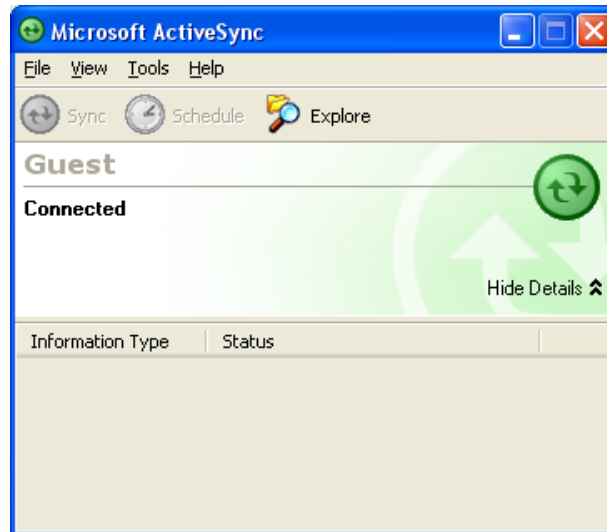 Microsoft ActiveSync
File View Tools Help
Sync Schedule Explore
Guest
Connected
Hide Details
Information Type Status